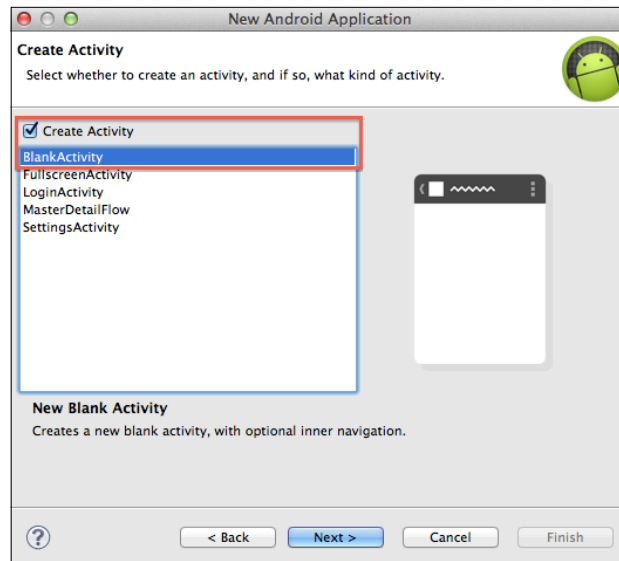 New Android Application
Create Activity
Select whether to create an activity, and if so, what kind of activity.
Create Activity
BlankActivity
FullscreenActivity
LoginActivity
MasterDetailFlow
SettingsActivity
New Blank Activity
Creates a new blank activity, with optional inner navigation.
? < Back Next > Cancel Finish